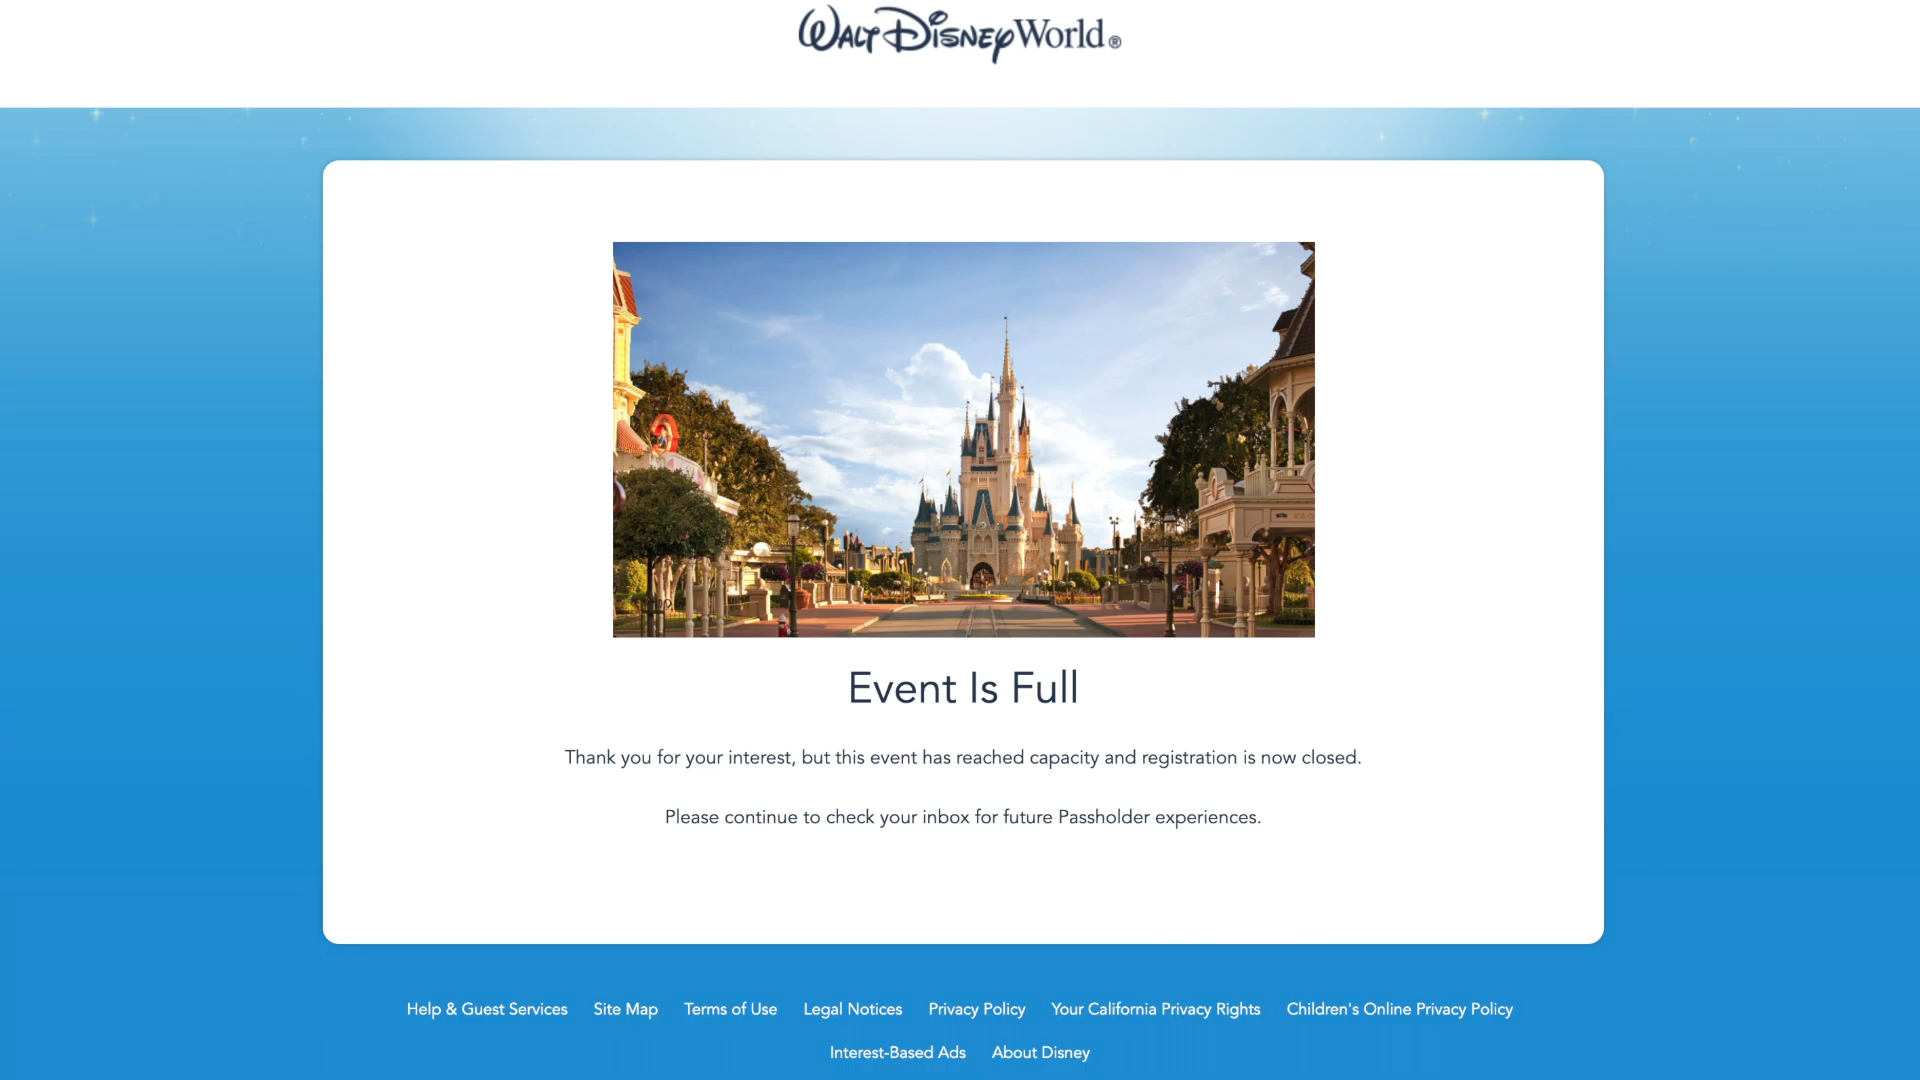 Walt Disney World®
Event Is Full
Thank you for your interest, but this event has reached capacity and registration is now closed.
Please continue to check your inbox for future Passholder experiences.
Help & Guest Services Site Map Terms of Use Legal Notices Privacy Policy Your California Privacy Rights Children's Online Privacy Policy
Interest-Based Ads About Disney